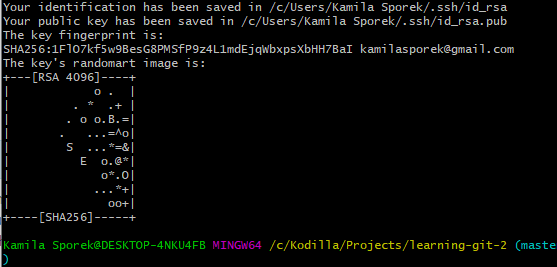 Your identification has been saved in /c/Users/Kamila Sporek/.ssh/id_rsa
Your public key has been saved in /c/Users/Kamila Sporek/.ssh/id_rsa.pub
The key fingerprint is:
SHA256:1FlO7kf5w9BesG8PMSfP9z4L1mdEjqWbxpsXbHH7BaI kamilasporek@gmail.com
The key's randomart image is:
+---[RSA 4096]----+
|          o .    |
|       . *  .+   |
|      . o o.B.=  |
|     .   ...=^o  |
|      S  ...*=&  |
|        E  o.@*  |
|           o*.O  |
|          ...*+  |
|            oo+  |
+----[SHA256]-----+
Kamila Sporek@DESKTOP-4NKU4FB MINGW64 /c/Kodilla/Projects/learning-git-2 (maste
)